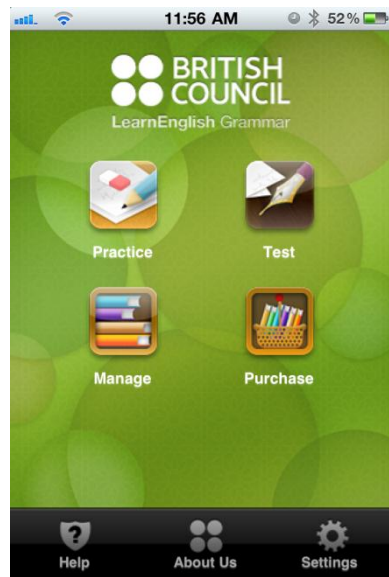 11:56 AM 52%
BRITISH
COUNCIL
LearnEnglish Grammar
Practice Test
Manage Purchase
Help About Us Settings